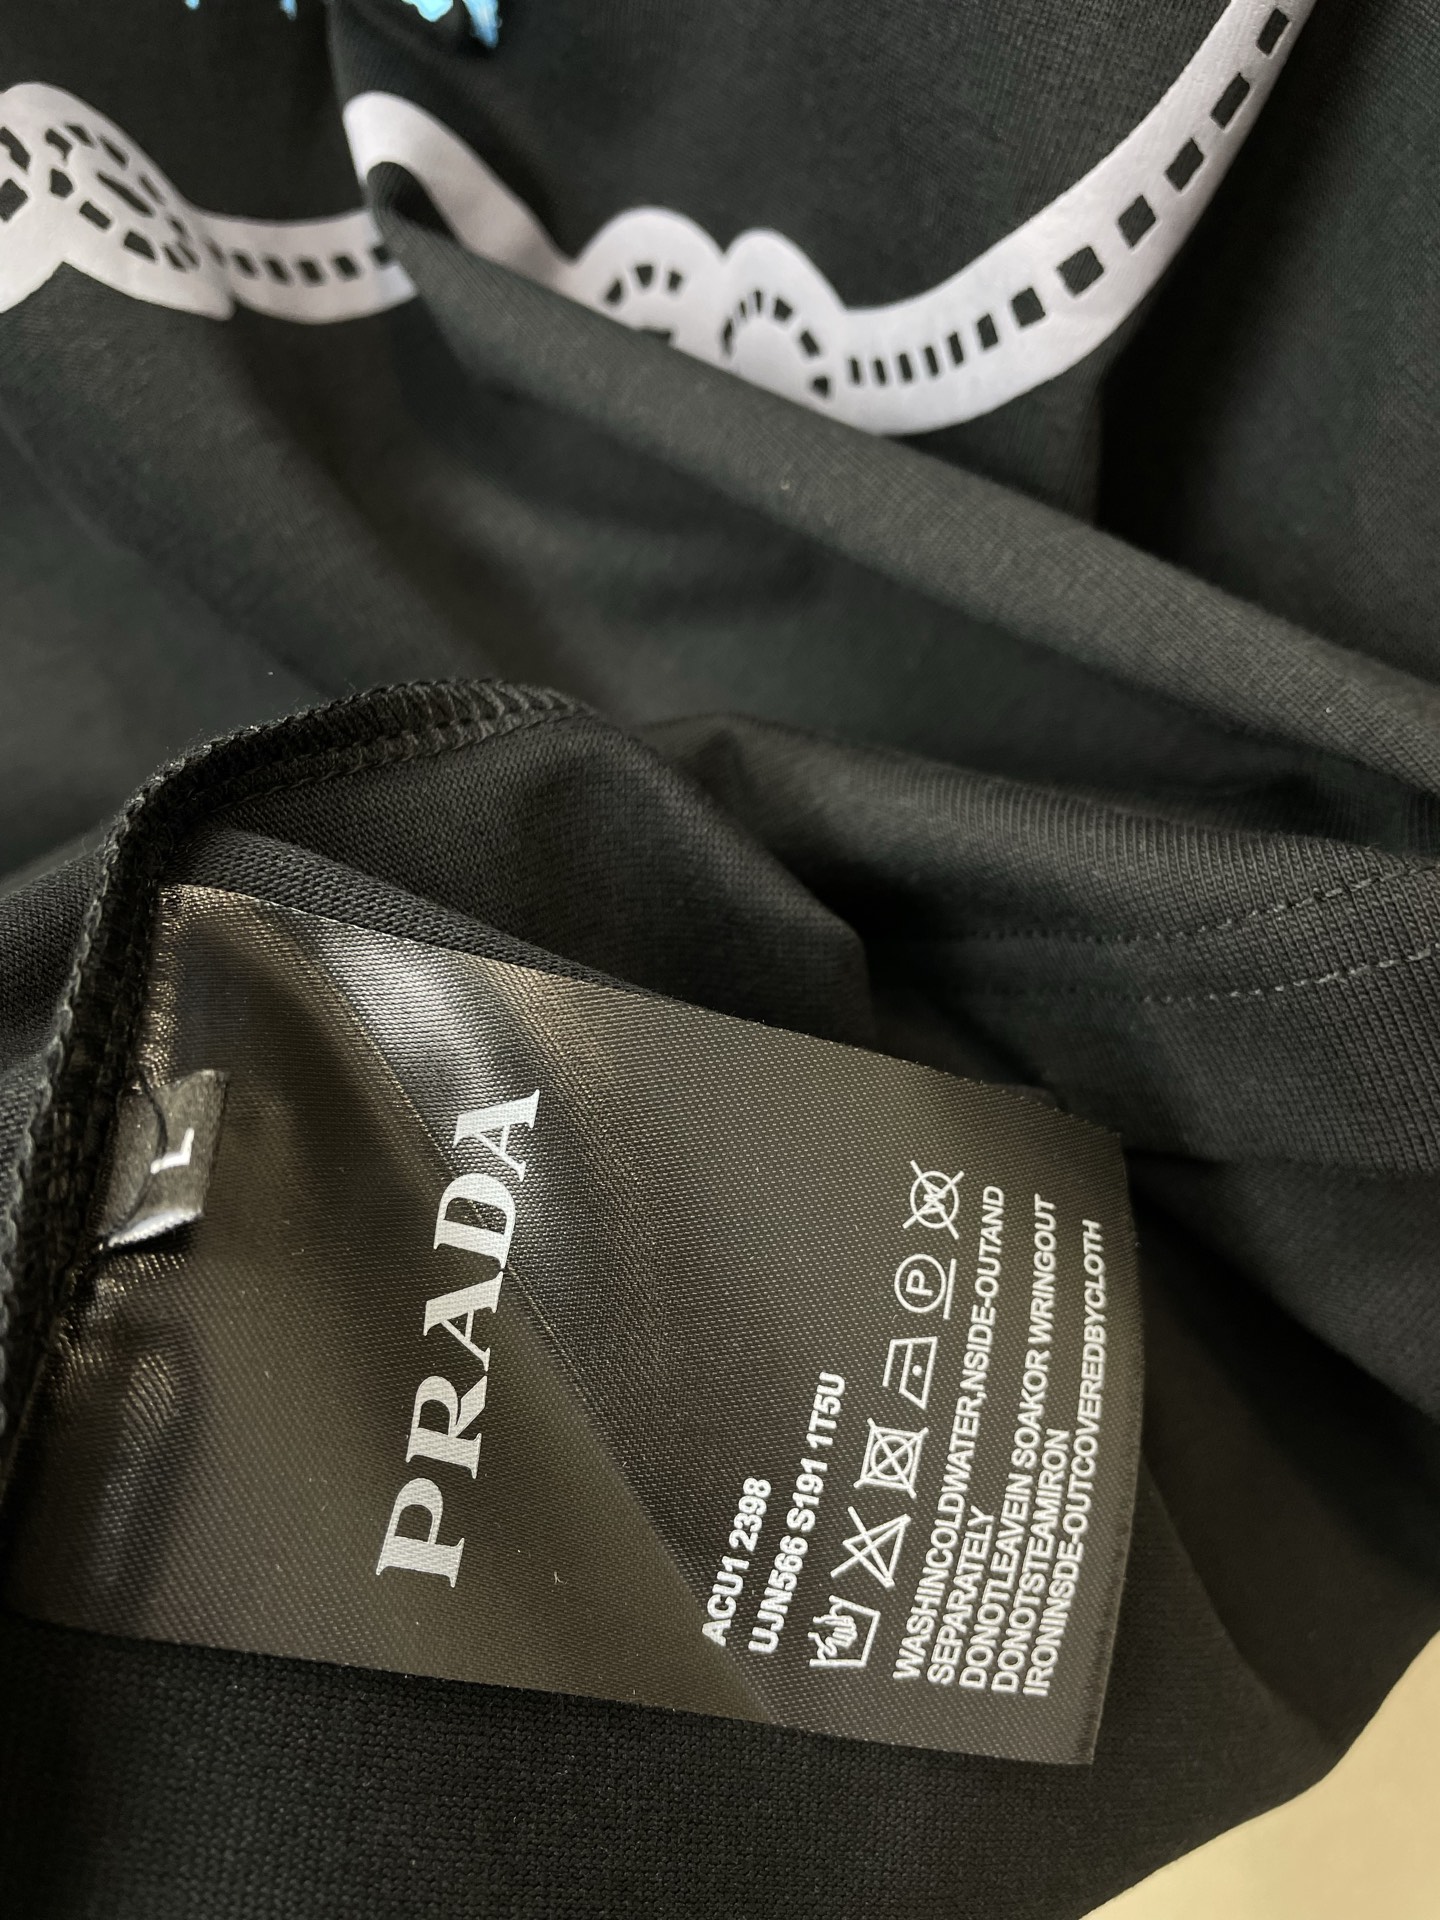 L
PRADA
ACU1 2398
UJN566 S191 1T5U
P
WASHINCOLDWATER,NSIDE-OUTAND
SEPARATELY
DONOTLEAVEIN SOAKOR WRINGOUT
DONOTSTEAMIRON
IRONINSDE-OUTCOVEREDBYCLOTH